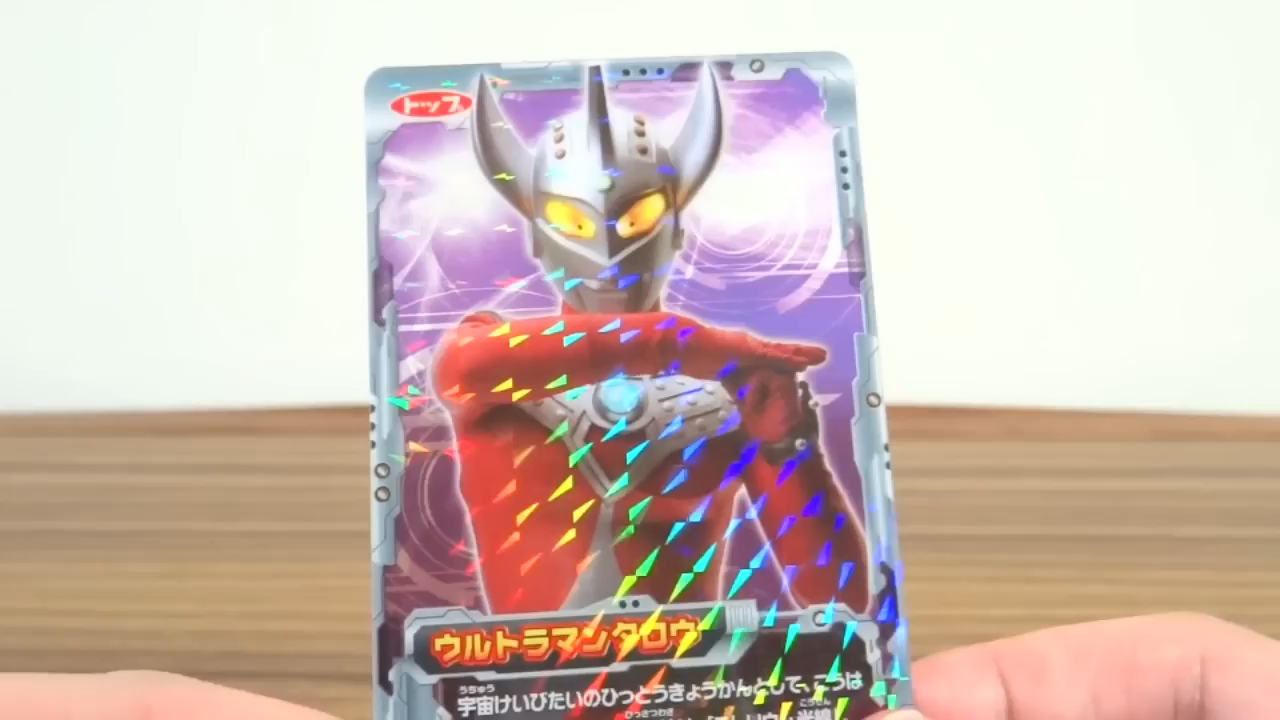 トップ
ウルトラマンタロウ
宇宙けいびたいのひっとうきょうかんとして、こうは